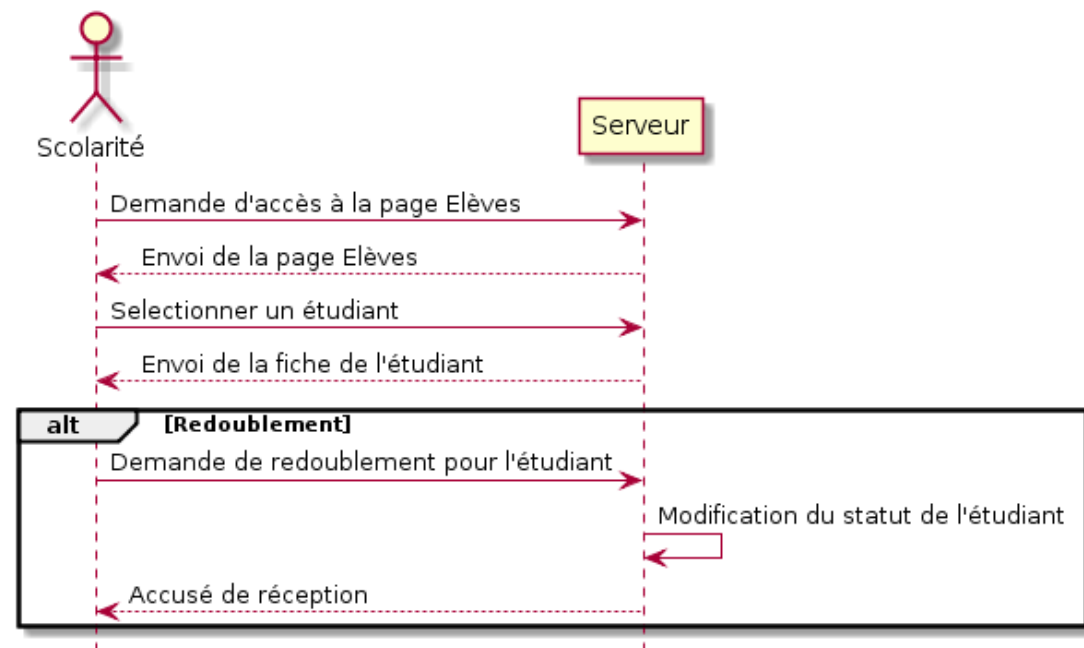 Scolarité
Serveur
Demande d'accès à la page Elèves
Envoi de la page Elèves
Selectionner un étudiant
Envoi de la fiche de l'étudiant
alt [Redoublement]
Demande de redoublement pour l'étudiant
Modification du statut de l'étudiant
Accusé de réception